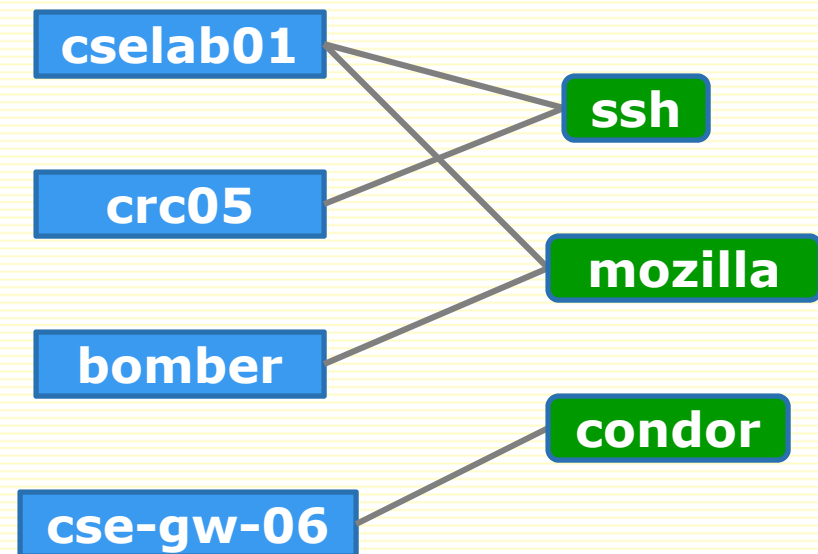 cselab01
ssh
crc05
mozilla
bomber
condor
cse-gw-06